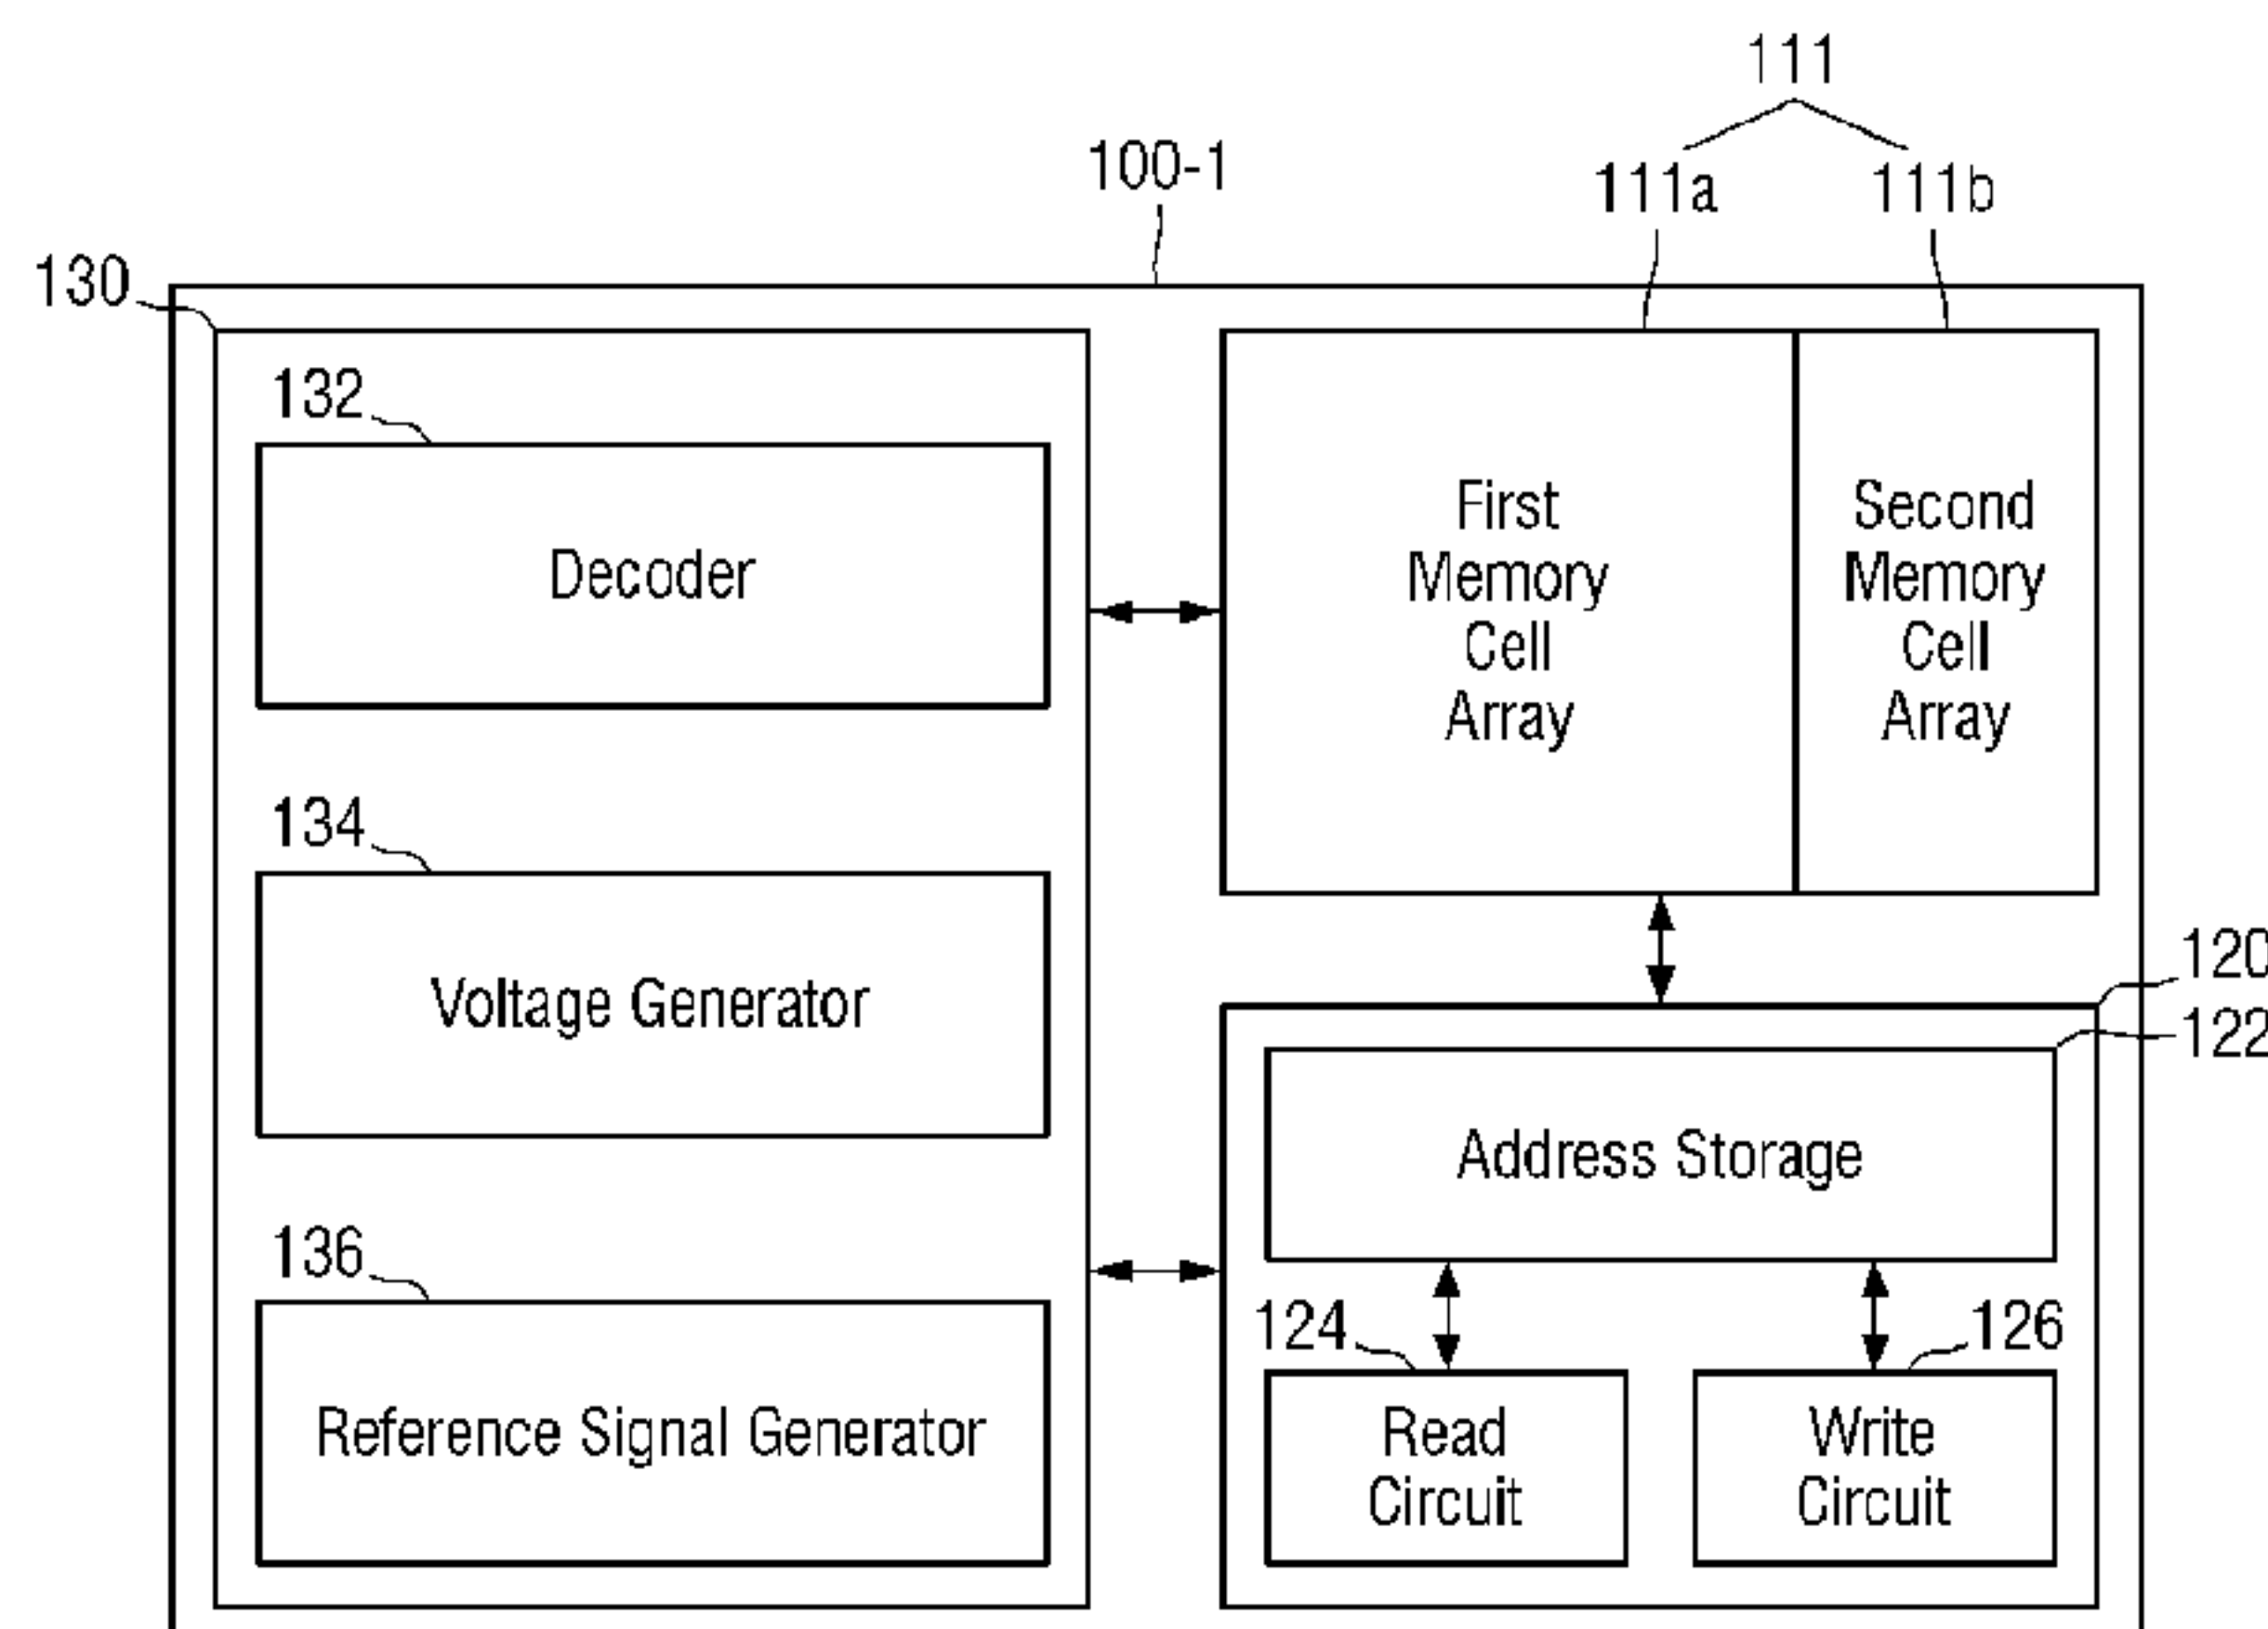 111
100-1
111a 111b
130
132
Decoder
First
Memory
Cell
Array
Second
Memory
Cell
Array
134
Voltage Generator
120
122
Address Storage
136
Reference Signal Generator
124
126
Read
Circuit
Write
Circuit